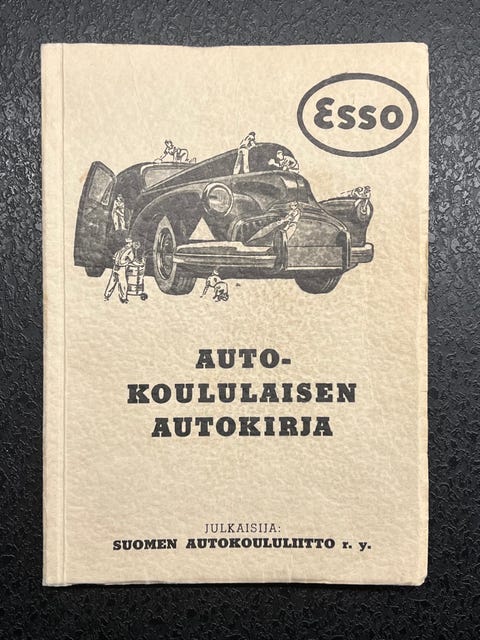 Esso
AUTO-
KOULULAISEN
AUTOKIRJA
JULKAISIJA:
SUOMEN AUTOKOULULIITTO r. y.